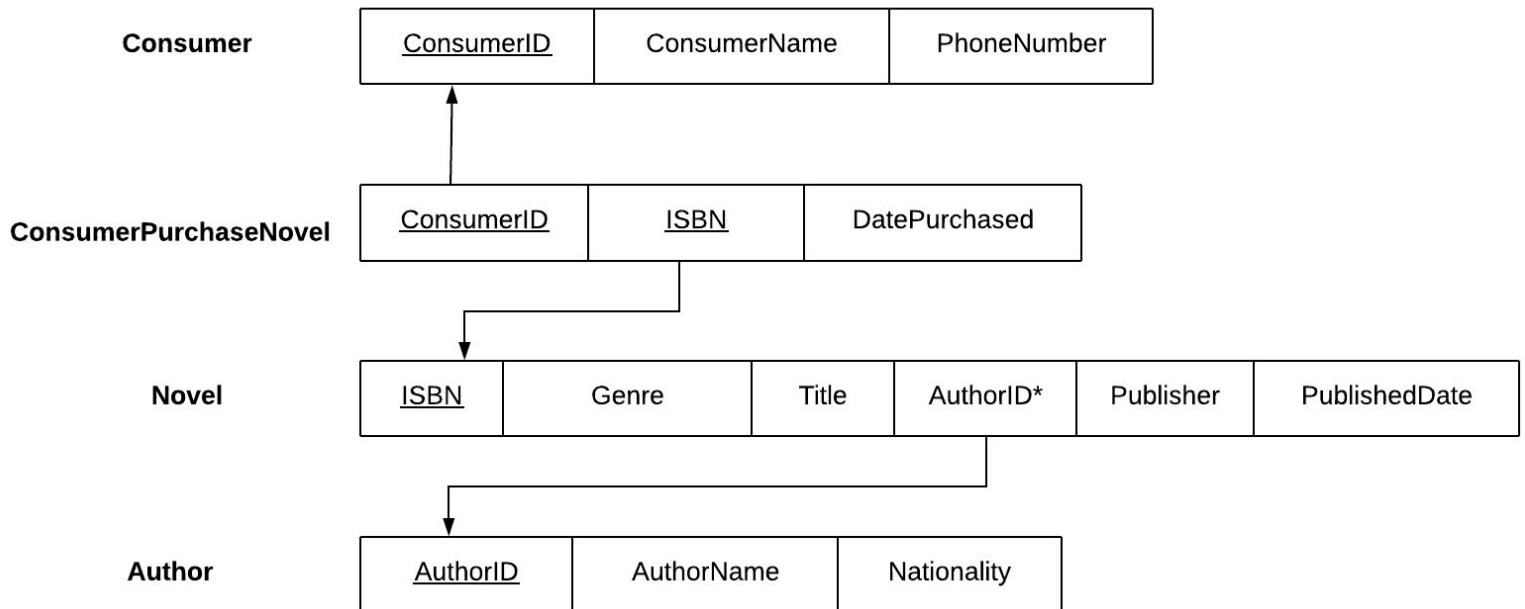 Consumer ConsumerID ConsumerName PhoneNumber
ConsumerPurchaseNovel ConsumerID ISBN DatePurchased
Novel ISBN Genre Title AuthorID* Publisher PublishedDate
Author AuthorID AuthorName Nationality